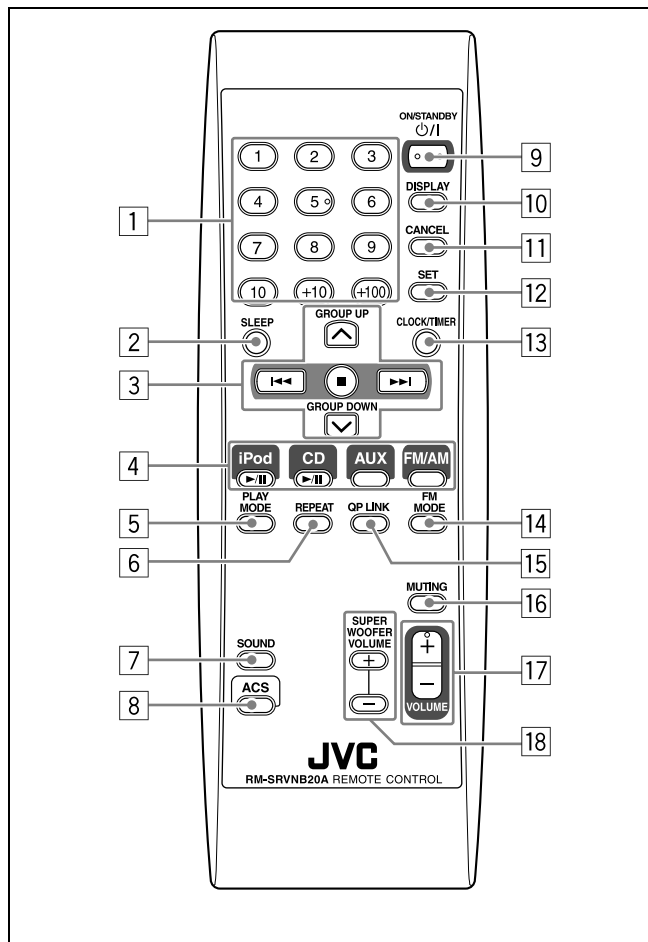 ON/STANDBY
⏻/I
1 2 3
9
DISPLAY
4 5 6
10
1
CANCEL
7 8 9
11
SET
10 +10 +100
12
SLEEP
GROUP UP
CLOCK/TIMER
2
13
3
GROUP DOWN
4
iPod CD AUX FM/AM
PLAY
MODE
REPEAT
QP LINK
FM
MODE
5
14
6
15
MUTING
16
SUPER
WOOFER
VOLUME
+
−
+
−
VOLUME
17
SOUND
7
ACS
8
18
JVC
RM-SRVNB20A REMOTE CONTROL